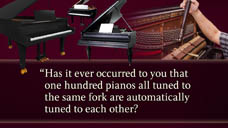 “Has it ever occurred to you that
one hundred pianos all tuned to
the same fork are automatically
tuned to each other?